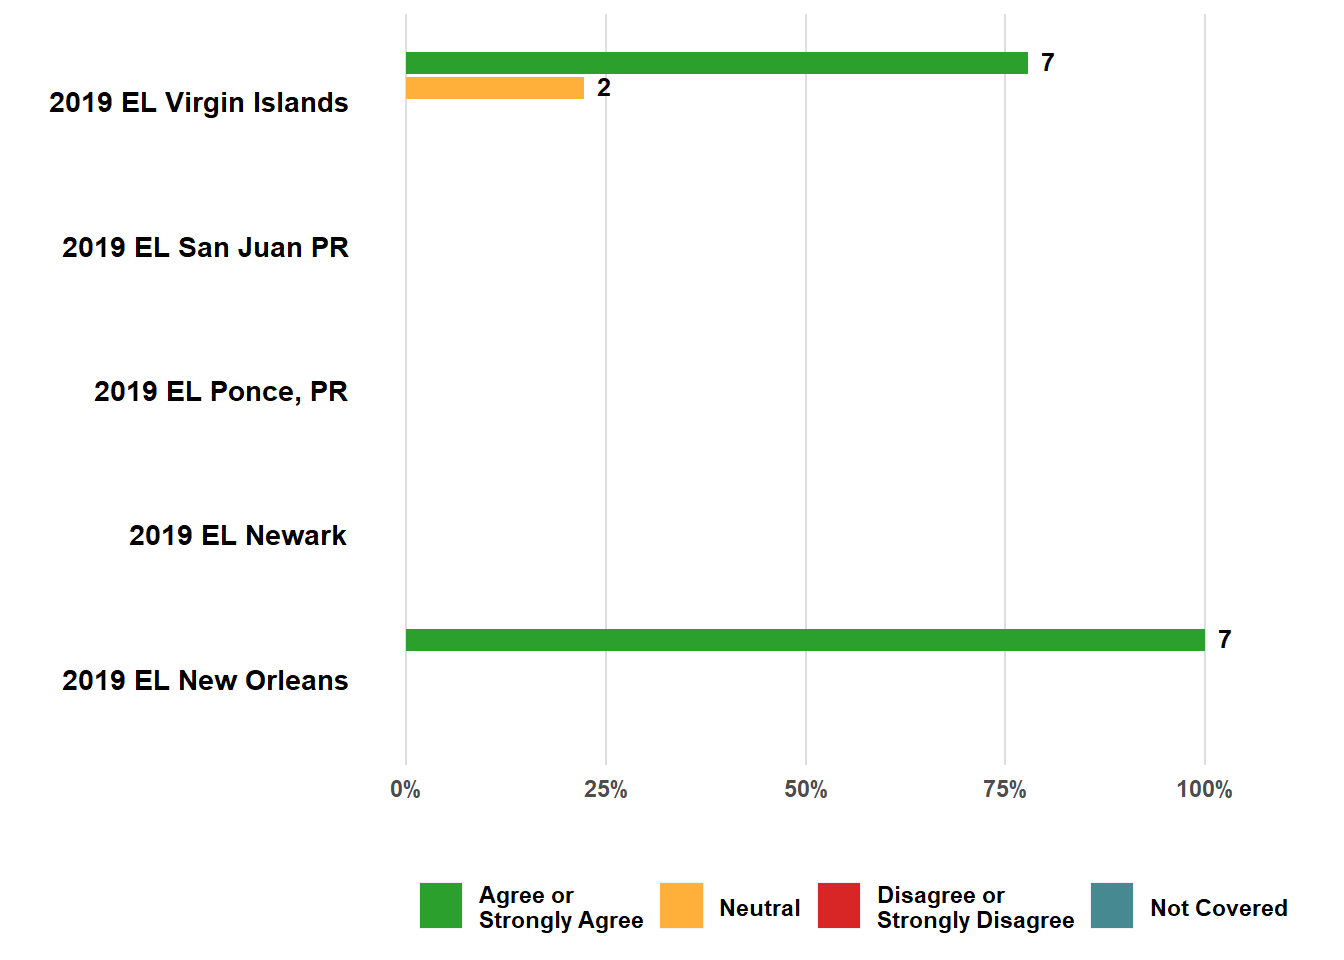 7
2
2019 EL Virgin Islands
2019 EL San Juan PR
2019 EL Ponce, PR
2019 EL Newark
7
2019 EL New Orleans
0% 25% 50% 75% 100%
Agree or
Strongly Agree
Neutral
Disagree or
Strongly Disagree
Not Covered